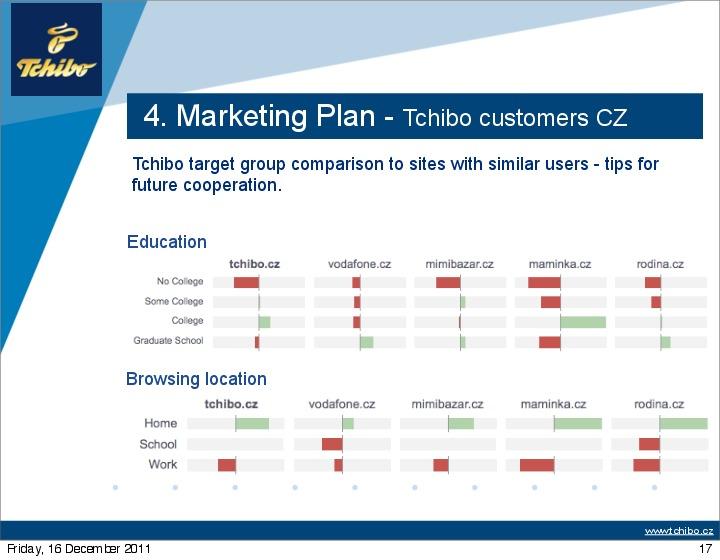 Tchibo
4. Marketing Plan - Tchibo customers CZ
Tchibo target group comparison to sites with similar users - tips for
future cooperation.
Education
tchibo.cz vodafone.cz mimibazar.cz maminka.cz rodina.cz
No College
Some College
College
Graduate School
Browsing location
tchibo.cz vodafone.cz mimibazar.cz maminka.cz rodina.cz
Home
School
Work
www.tchibo.cz
Friday, 16 December 2011 17